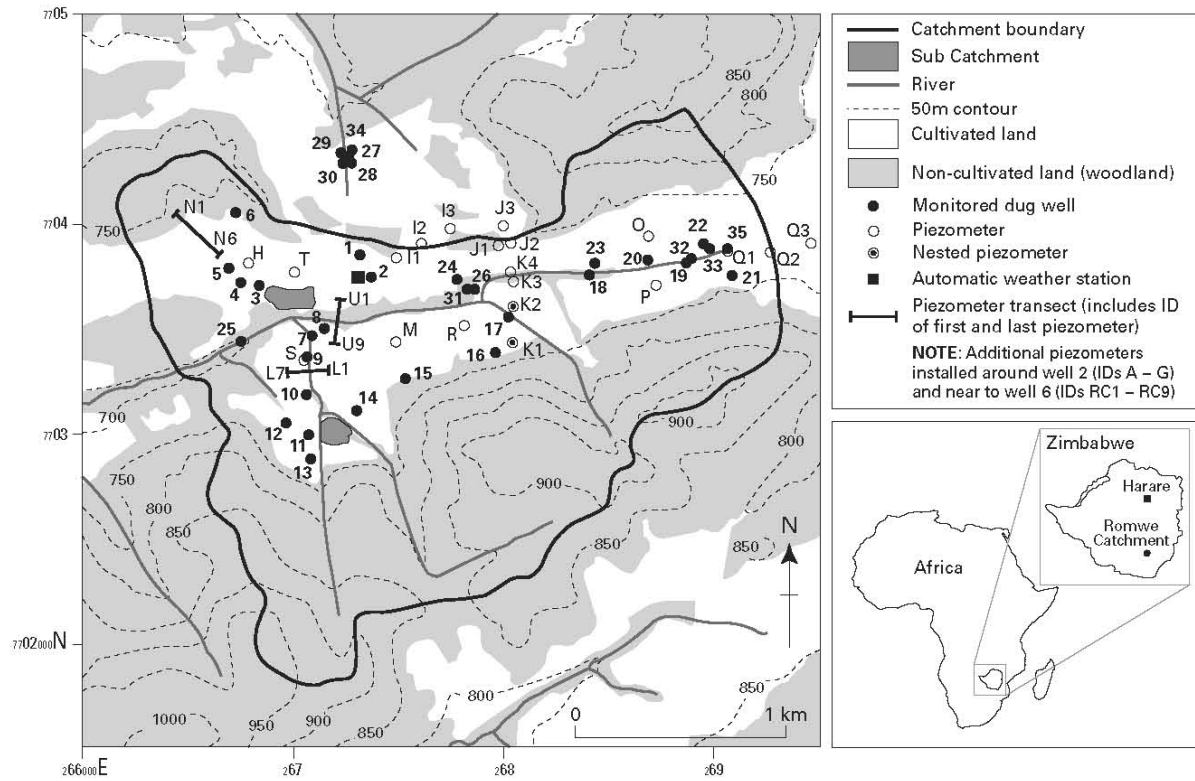 7705
850
800
Catchment boundary
Sub Catchment
River
50m contour
Cultivated land
Non-cultivated land (woodland)
Monitored dug well
Piezometer
Nested piezometer
Automatic weather station
Piezometer transect (includes ID
of first and last piezometer)
NOTE: Additional piezometers
installed around well 2 (IDs A – G)
and near to well 6 (IDs RC1 – RC9)
34
29
27
30
28
750
7704
N1
6
750
N6
H
5
T
4
3
1
I1
2
I2
I3
J3
J1
J2
K4
K3
K2
K1
24
26
31
U1
U9
8
7
25
S
9
L7
L1
M
R
17
16
15
10
14
12
11
13
O
22
35
23
20
32
18
19
33
Q1
21
P
Q2
Q3
700
7703
750
800
850
900
900
800
850
850
N
7702000N
1000
950
900
850
800
850
0
1 km
266000E
267
268
269
Zimbabwe
Harare
Romwe
Catchment
Africa